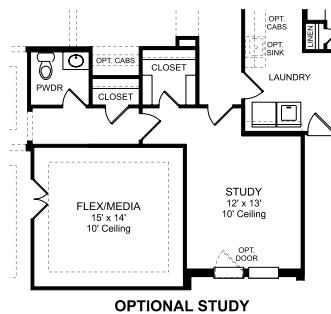 OPT.
CABS
LINEN
OPT.
SINK
OPT. CABS
CLOSET
LAUNDRY
PWDR
CLOSET
FLEX/MEDIA
15' x 14'
10' Ceiling
STUDY
12' x 13'
10' Ceiling
OPT.
DOOR
OPTIONAL STUDY